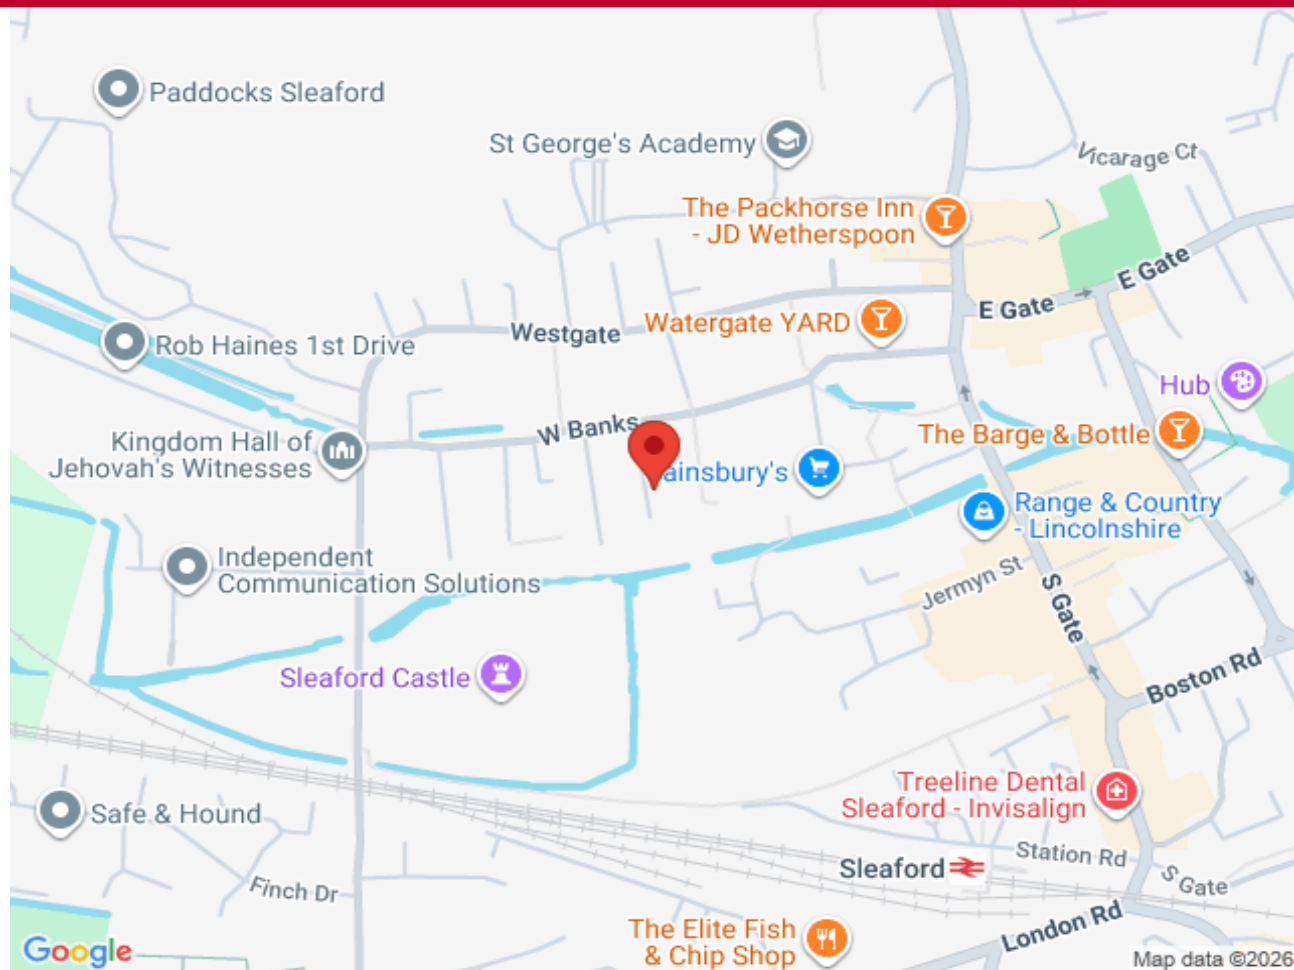 Paddocks Sleaford
St George's Academy
Vicarage Ct
The Packhorse Inn
- JD Wetherspoon
E Gate
E Gate
Westgate
Watergate YARD
Rob Haines 1st Drive
Hub
W Banks
The Barge & Bottle
Kingdom Hall of
Jehovah's Witnesses
ainsbury's
Range & Country
- Lincolnshire
Independent
Communication Solutions
Jermyn St
S Gate
Sleaford Castle
Boston Rd
Treeline Dental
Sleaford - Invisalign
Safe & Hound
Station Rd
Sleaford
S Gate
Finch Dr
London Rd
The Elite Fish
& Chip Shop
Google
Map data ©2026